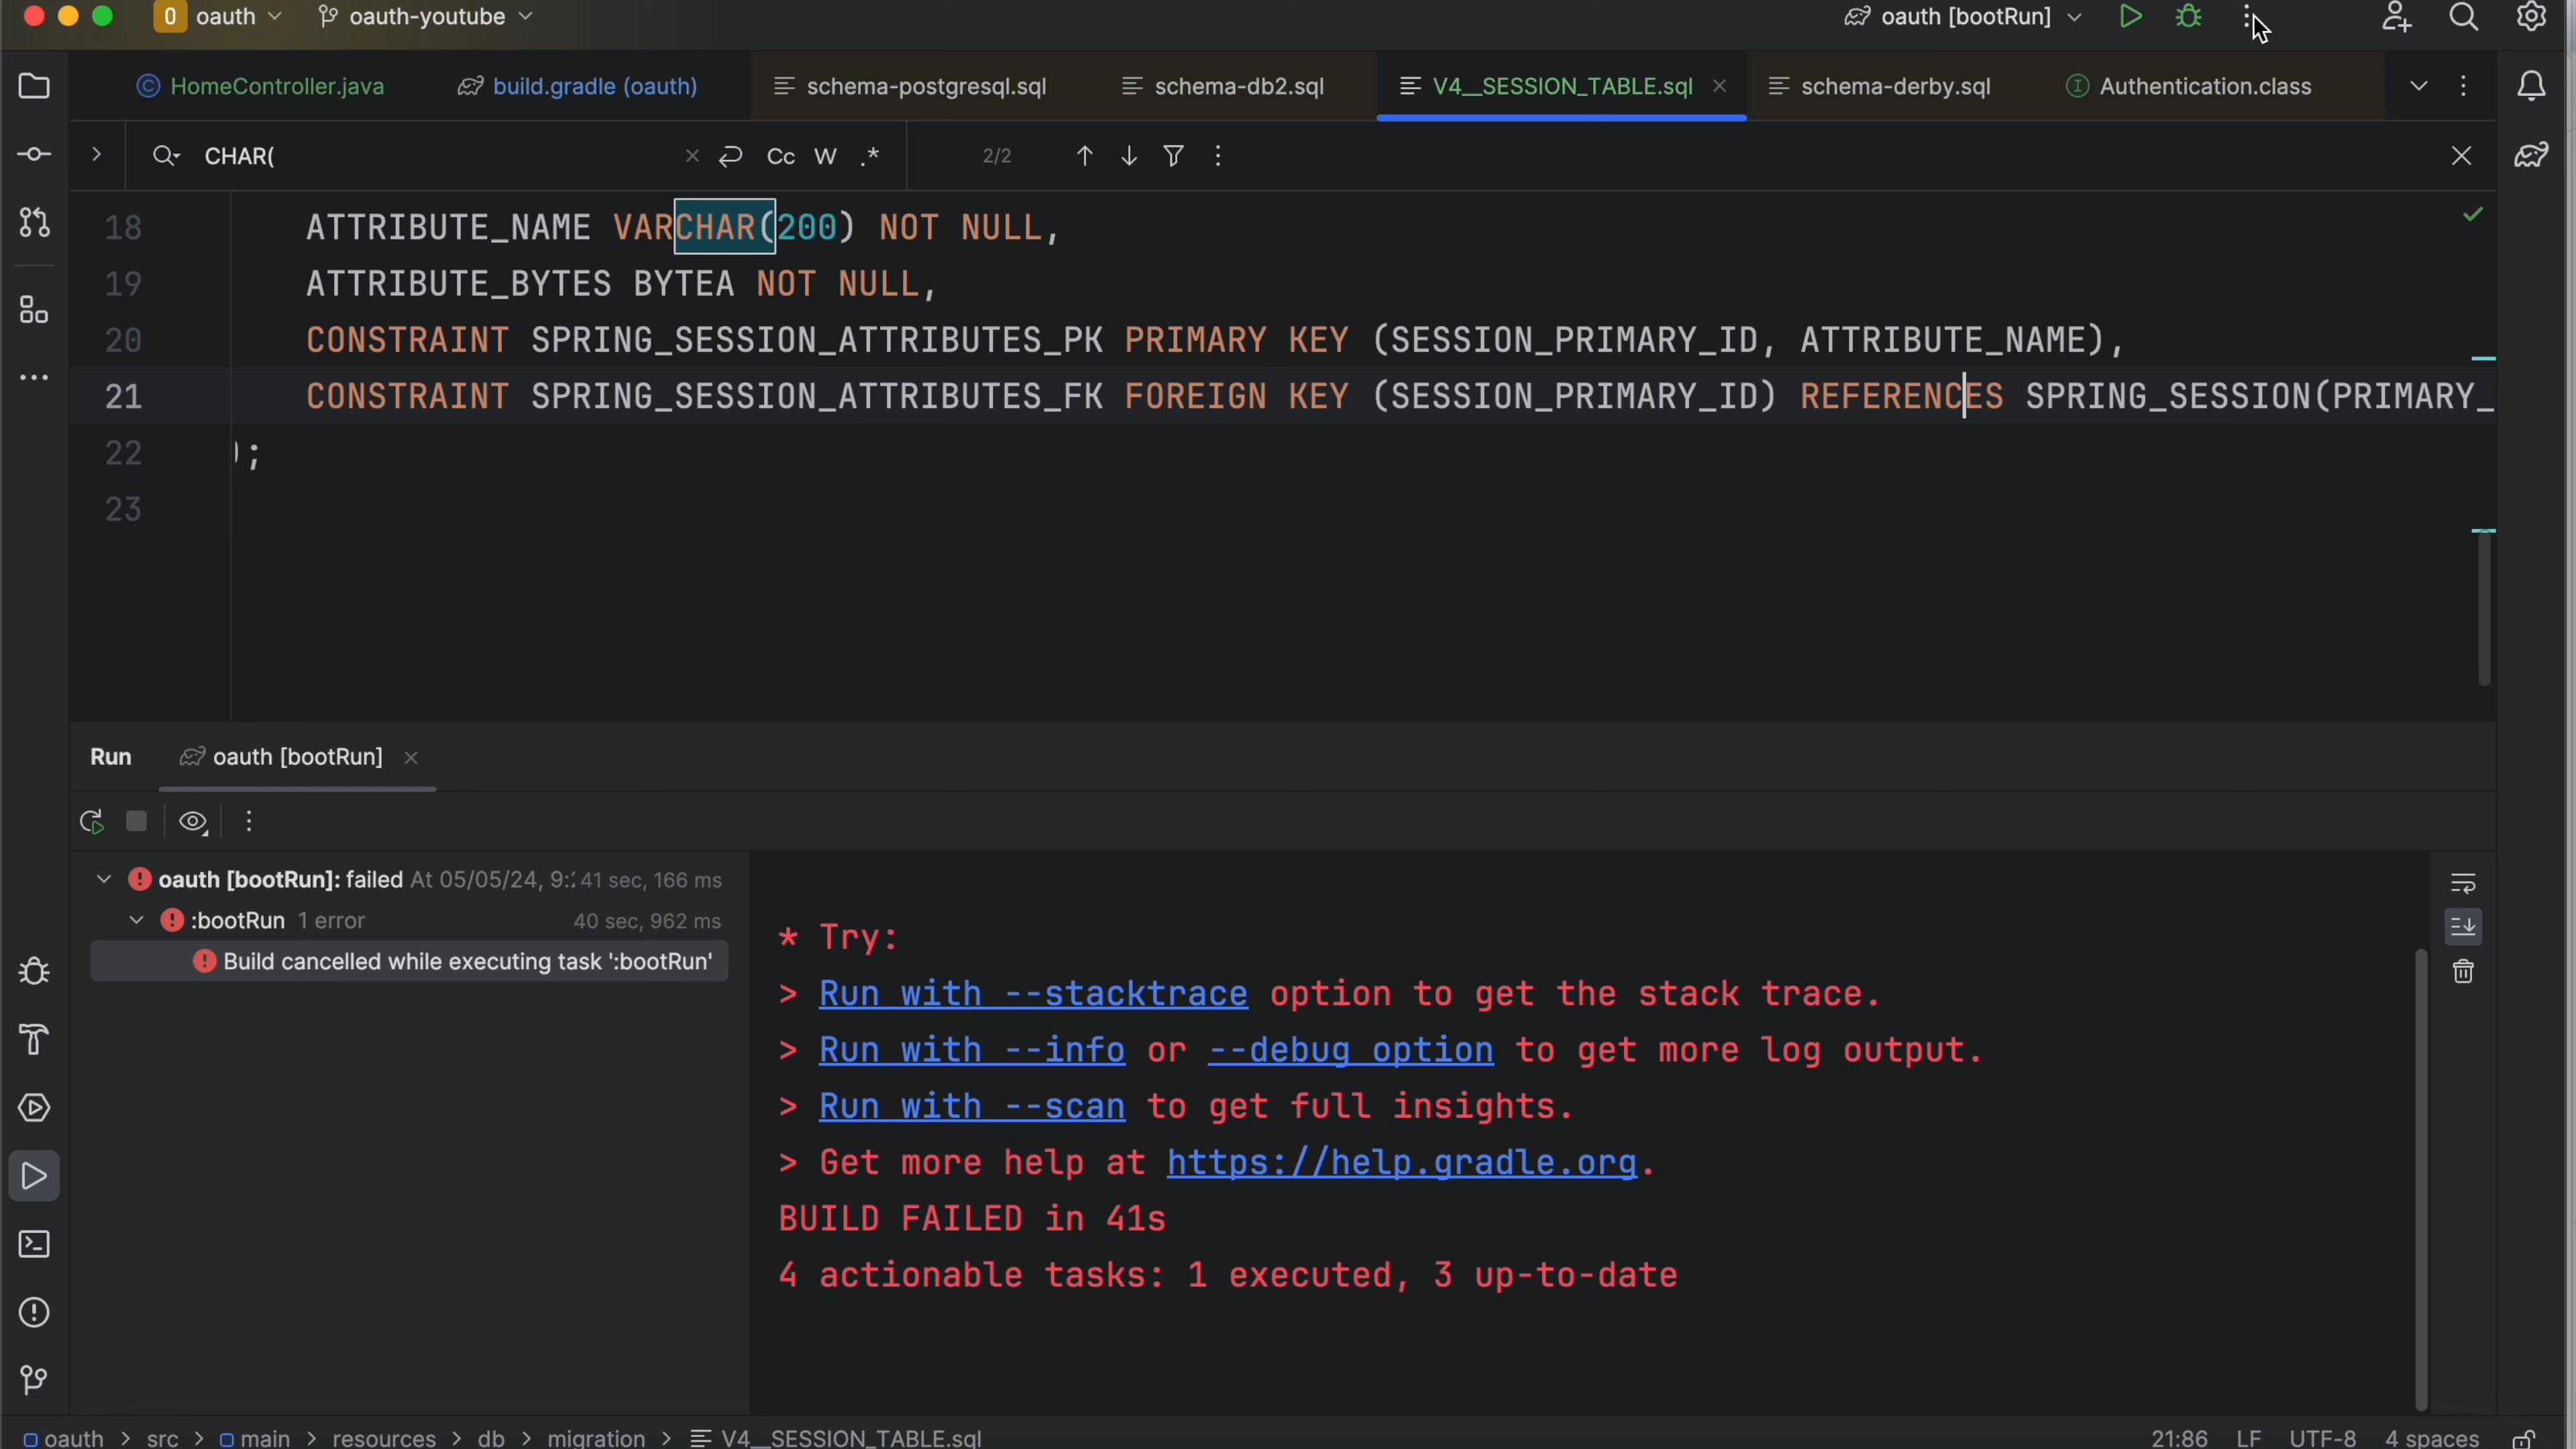 O oauth oauth-youtube oauth [bootRun]
HomeController.java build.gradle (oauth) schema-postgresql.sql schema-db2.sql V4__SESSION_TABLE.sql schema-derby.sql Authentication.class
CHAR( Cc W .* 2/2
18 ATTRIBUTE_NAME VARCHAR(200) NOT NULL,
19 ATTRIBUTE_BYTES BYTEA NOT NULL,
20 CONSTRAINT SPRING_SESSION_ATTRIBUTES_PK PRIMARY KEY (SESSION_PRIMARY_ID, ATTRIBUTE_NAME),
21 CONSTRAINT SPRING_SESSION_ATTRIBUTES_FK FOREIGN KEY (SESSION_PRIMARY_ID) REFERENCES SPRING_SESSION(PRIMARY_
22 );
23
Run oauth [bootRun]
oauth [bootRun]: failed At 05/05/24, 9: 41 sec, 166 ms
:bootRun 1 error 40 sec, 962 ms
Build cancelled while executing task ':bootRun'
* Try:
> Run with --stacktrace option to get the stack trace.
> Run with --info or --debug option to get more log output.
> Run with --scan to get full insights.
> Get more help at https://help.gradle.org.
BUILD FAILED in 41s
4 actionable tasks: 1 executed, 3 up-to-date
oauth > src > main > resources > db > migration > V4__SESSION_TABLE.sql 21:86 LF UTF-8 4 spaces